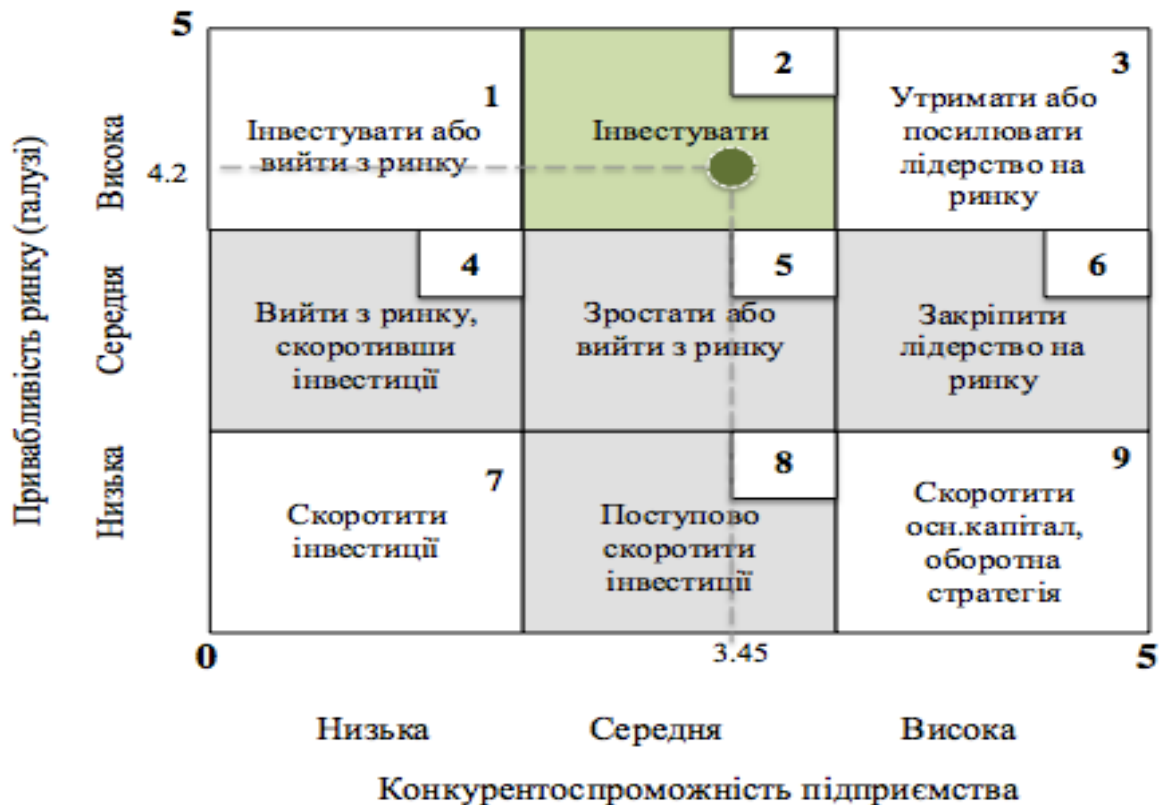 5
Привабливість ринку (галузі)
Висока
Середня
Низька
4.2
1
Інвестувати або
вийти з ринку
2
Інвестувати
3
Утримати або
посилювати
лідерство на
ринку
4
Вийти з ринку,
скоротивши
інвестиції
5
Зростати або
вийти з ринку
6
Закріпити
лідерство на
ринку
7
Скоротити
інвестиції
8
Поступово
скоротити
інвестиції
9
Скоротити
осн.капітал,
оборотна
стратегія
0
3.45
5
Низька
Середня
Висока
Конкурентоспроможність підприємства